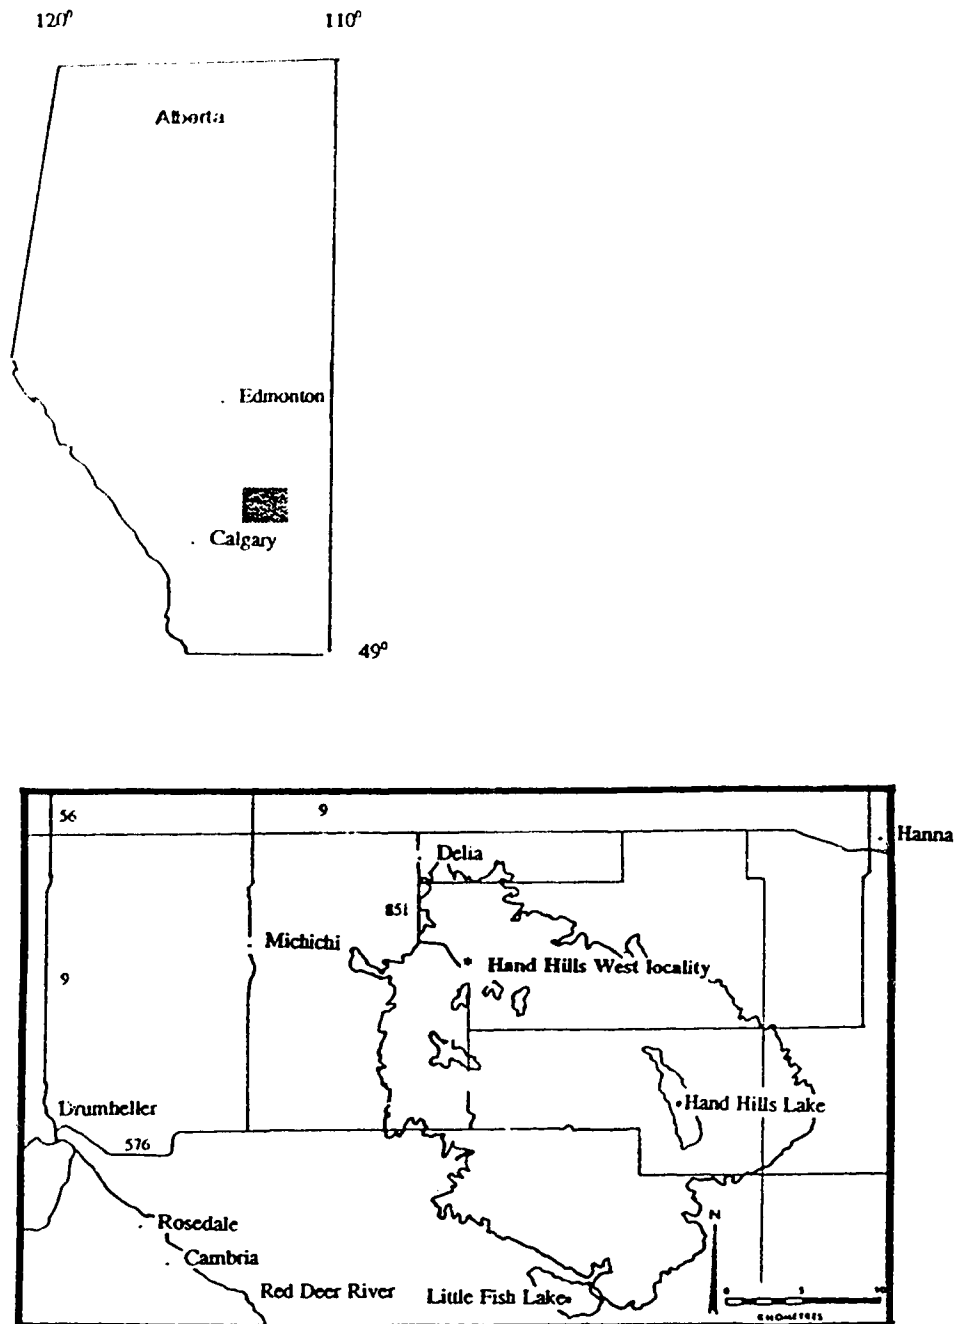 120° 110°
Alberta
Edmonton
Calgary
49°
56 9
Hanna
Delia
851
Michichi
Hand Hills West locality
9
Drumheller
Hand Hills Lake
576
N
Rosedale
Cambria
Red Deer River
Little Fish Lake
0 5 10
KILOMETRES